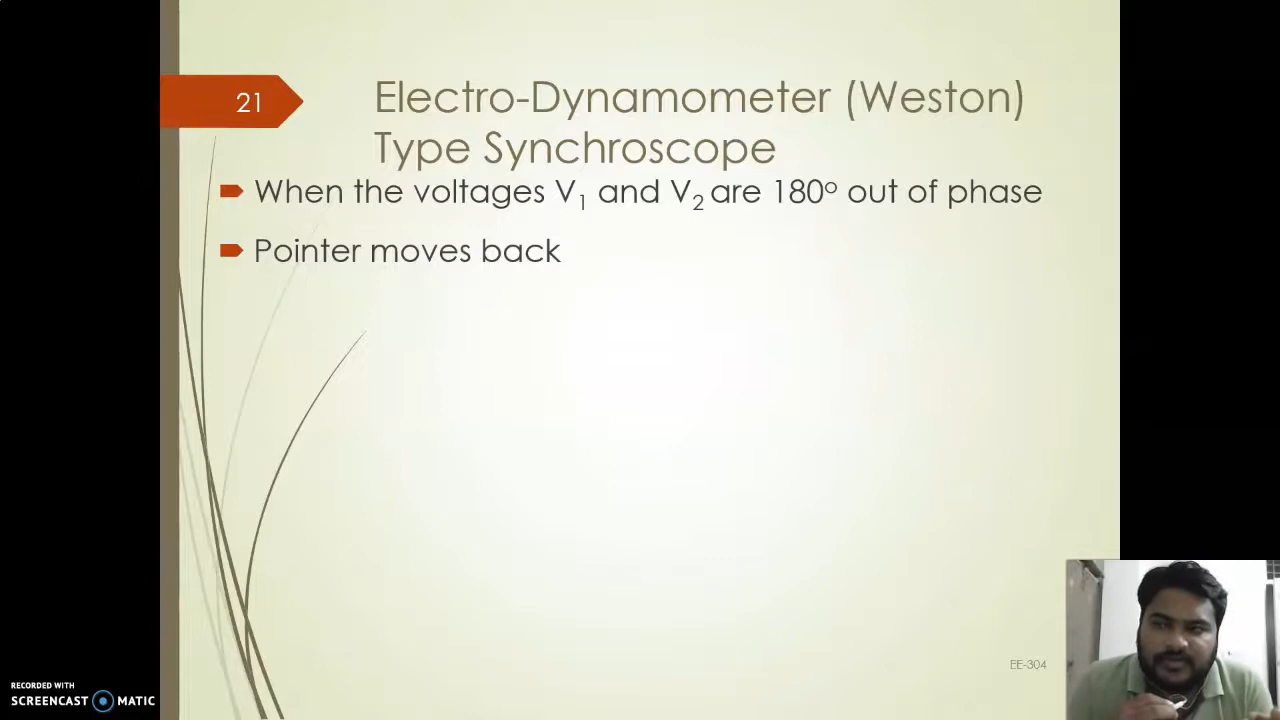 21
Electro-Dynamometer (Weston)
Type Synchroscope
When the voltages V1 and V2 are 180o out of phase
Pointer moves back
EE-304
RECORDED WITH
SCREENCAST MATIC